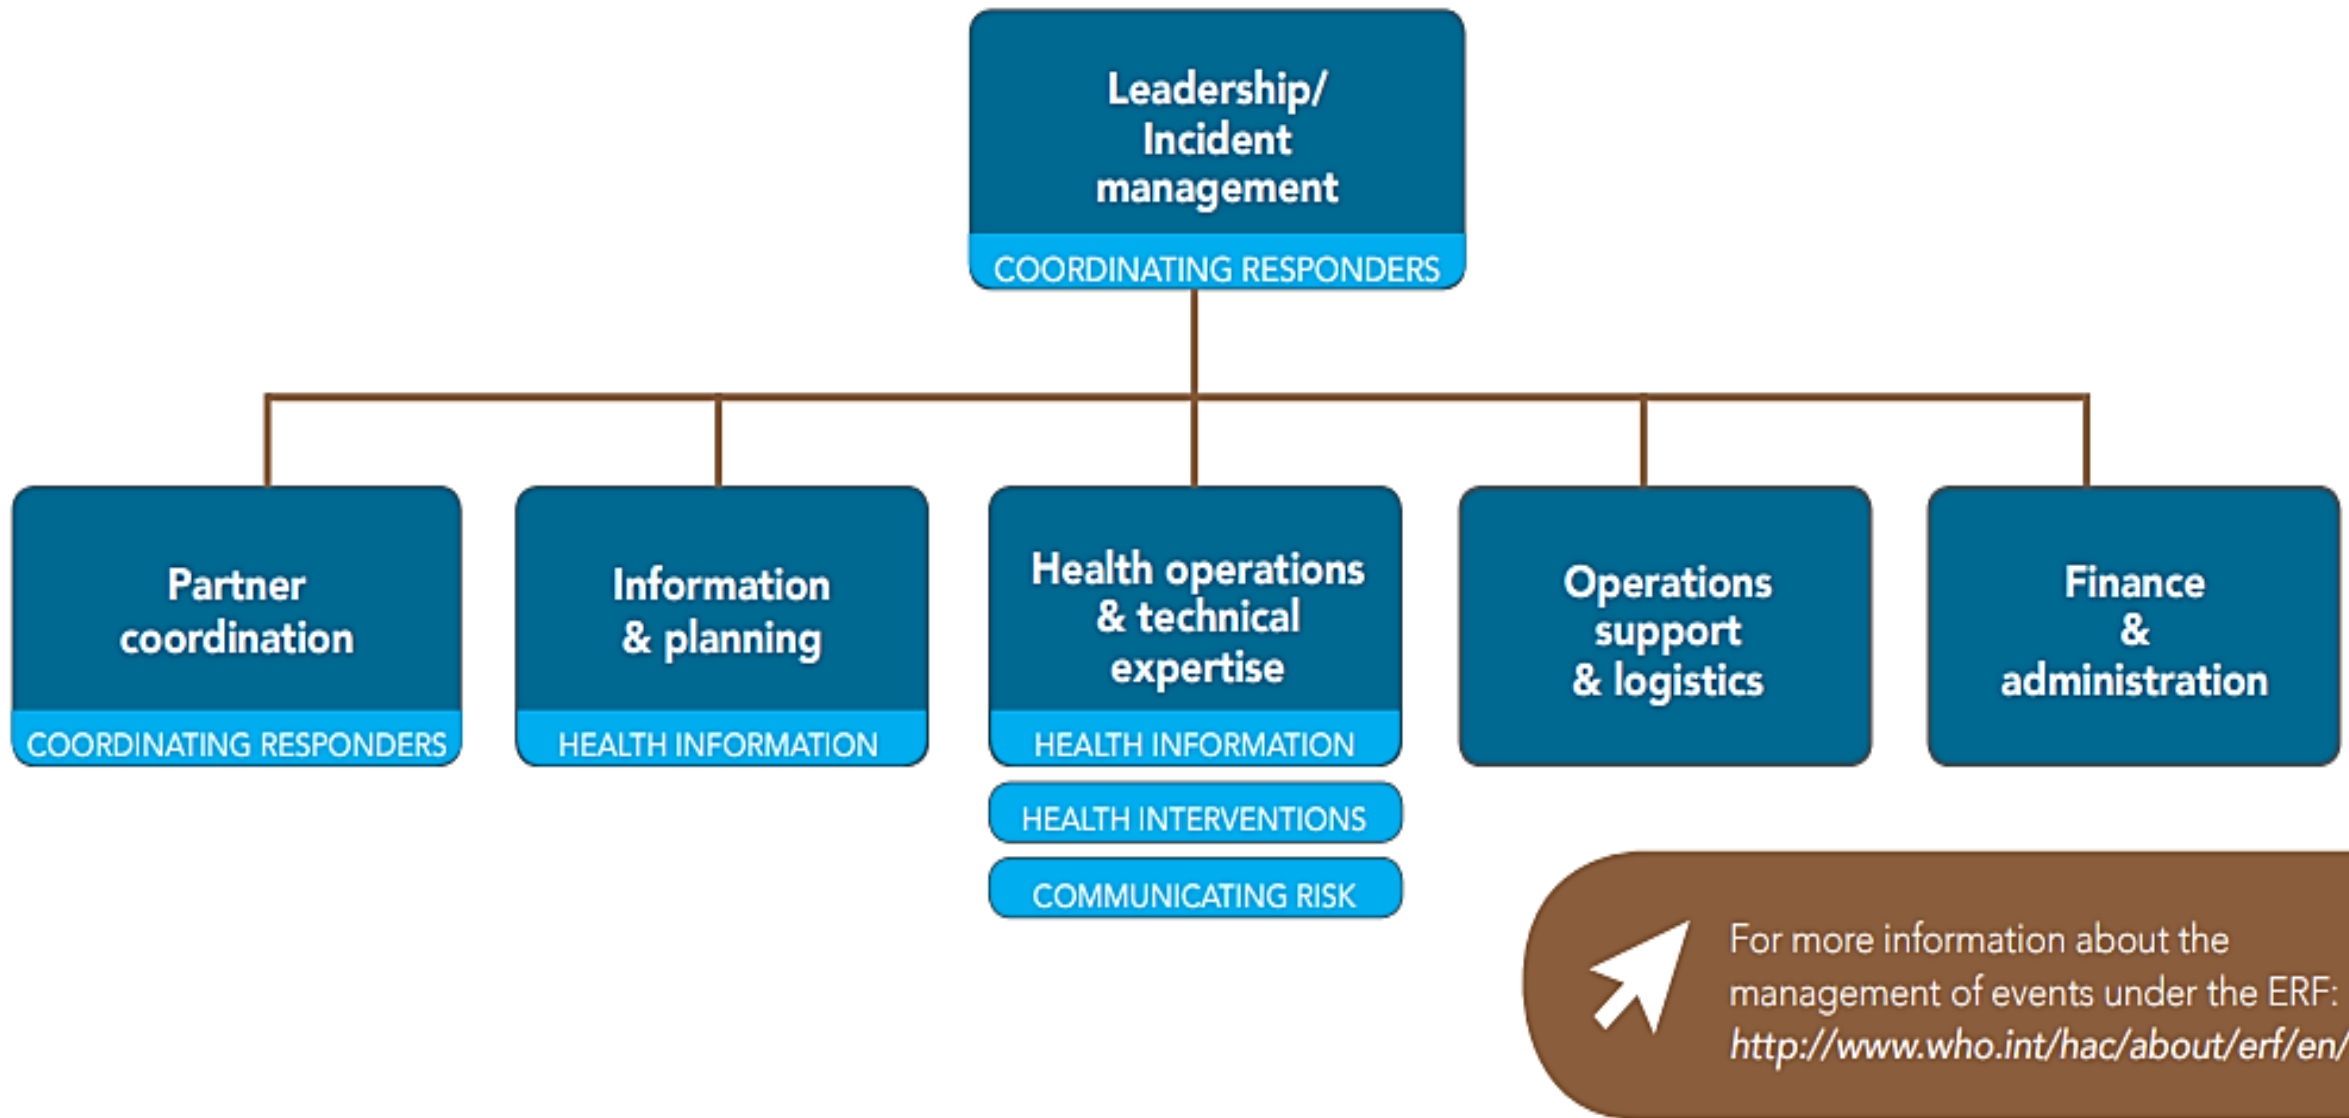 Leadership/
Incident
management
COORDINATING RESPONDERS
Partner
coordination
COORDINATING RESPONDERS
Information
& planning
HEALTH INFORMATION
Health operations
& technical
expertise
HEALTH INFORMATION
HEALTH INTERVENTIONS
COMMUNICATING RISK
Operations
support
& logistics
Finance
&
administration
For more information about the
management of events under the ERF:
http://www.who.int/hac/about/erf/en/